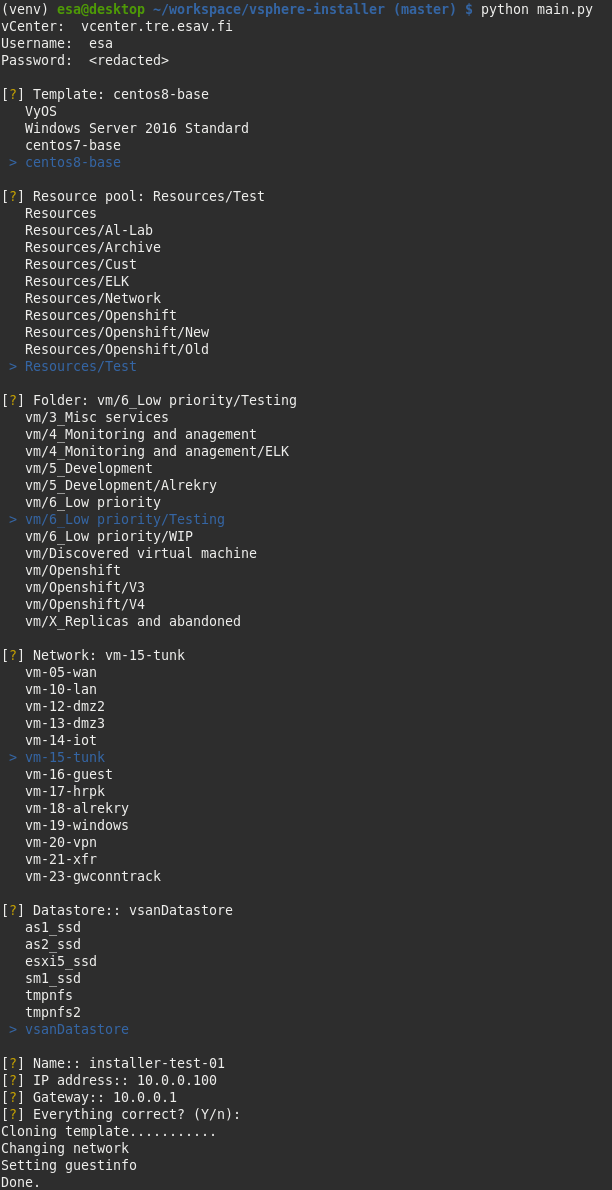 (venv) esa@desktop ~/workspace/vsphere-installer (master) $ python main.py
vCenter:  vcenter.tre.esav.fi
Username:  esa
Password:  <redacted>

[?] Template: centos8-base
   VyOS
   Windows Server 2016 Standard
   centos7-base
 > centos8-base

[?] Resource pool: Resources/Test
   Resources
   Resources/Al-Lab
   Resources/Archive
   Resources/Cust
   Resources/ELK
   Resources/Network
   Resources/Openshift
   Resources/Openshift/New
   Resources/Openshift/Old
 > Resources/Test

[?] Folder: vm/6_Low priority/Testing
   vm/3_Misc services
   vm/4_Monitoring and anagement
   vm/4_Monitoring and anagement/ELK
   vm/5_Development
   vm/5_Development/Alrekry
   vm/6_Low priority
 > vm/6_Low priority/Testing
   vm/6_Low priority/WIP
   vm/Discovered virtual machine
   vm/Openshift
   vm/Openshift/V3
   vm/Openshift/V4
   vm/X_Replicas and abandoned

[?] Network: vm-15-tunk
   vm-05-wan
   vm-10-lan
   vm-12-dmz2
   vm-13-dmz3
   vm-14-iot
 > vm-15-tunk
   vm-16-guest
   vm-17-hrpk
   vm-18-alrekry
   vm-19-windows
   vm-20-vpn
   vm-21-xfr
   vm-23-gwconntrack

[?] Datastore:: vsanDatastore
   as1_ssd
   as2_ssd
   esxi5_ssd
   sm1_ssd
   tmpnfs
   tmpnfs2
 > vsanDatastore

[?] Name:: installer-test-01
[?] IP address:: 10.0.0.100
[?] Gateway:: 10.0.0.1
[?] Everything correct? (Y/n):
Cloning template...........
Changing network
Setting guestinfo
Done.